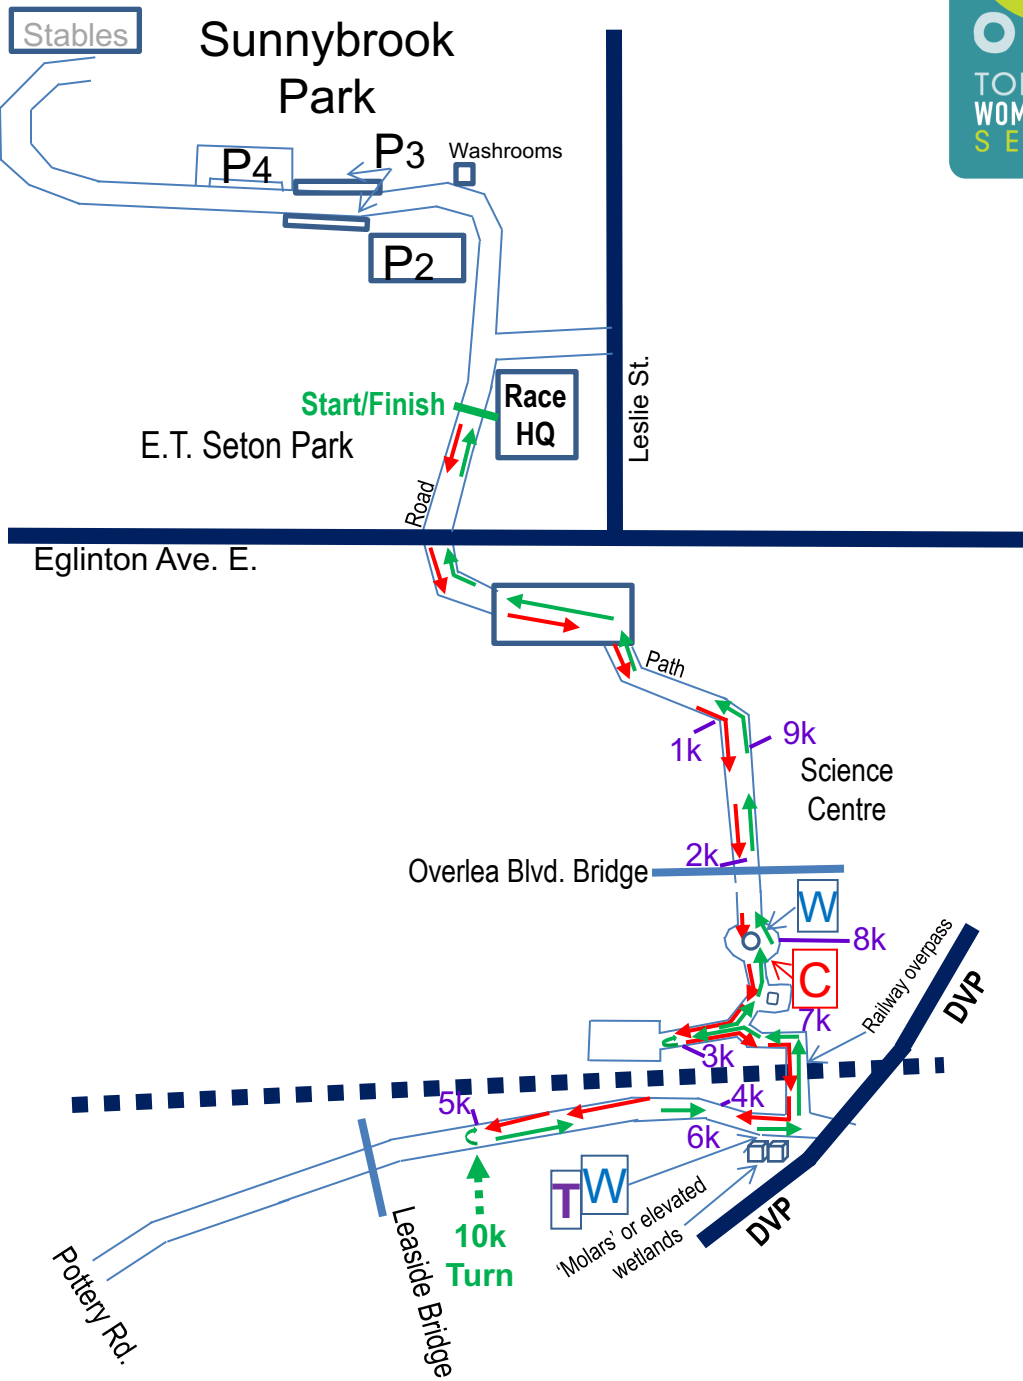 Stables
Sunnybrook
Park
P4
P3
Washrooms
P2
Start/Finish
Race
HQ
E.T. Seton Park
Leslie St.
Road
Eglinton Ave. E.
Path
1k
9k
Science
Centre
2k
Overlea Blvd. Bridge
W
8k
C
Railway overpass
DVP
7k
3k
5k
4k
6k
T
W
10k
Turn
'Molars' or elevated
wetlands
DVP
Leaside Bridge
Pottery Rd.